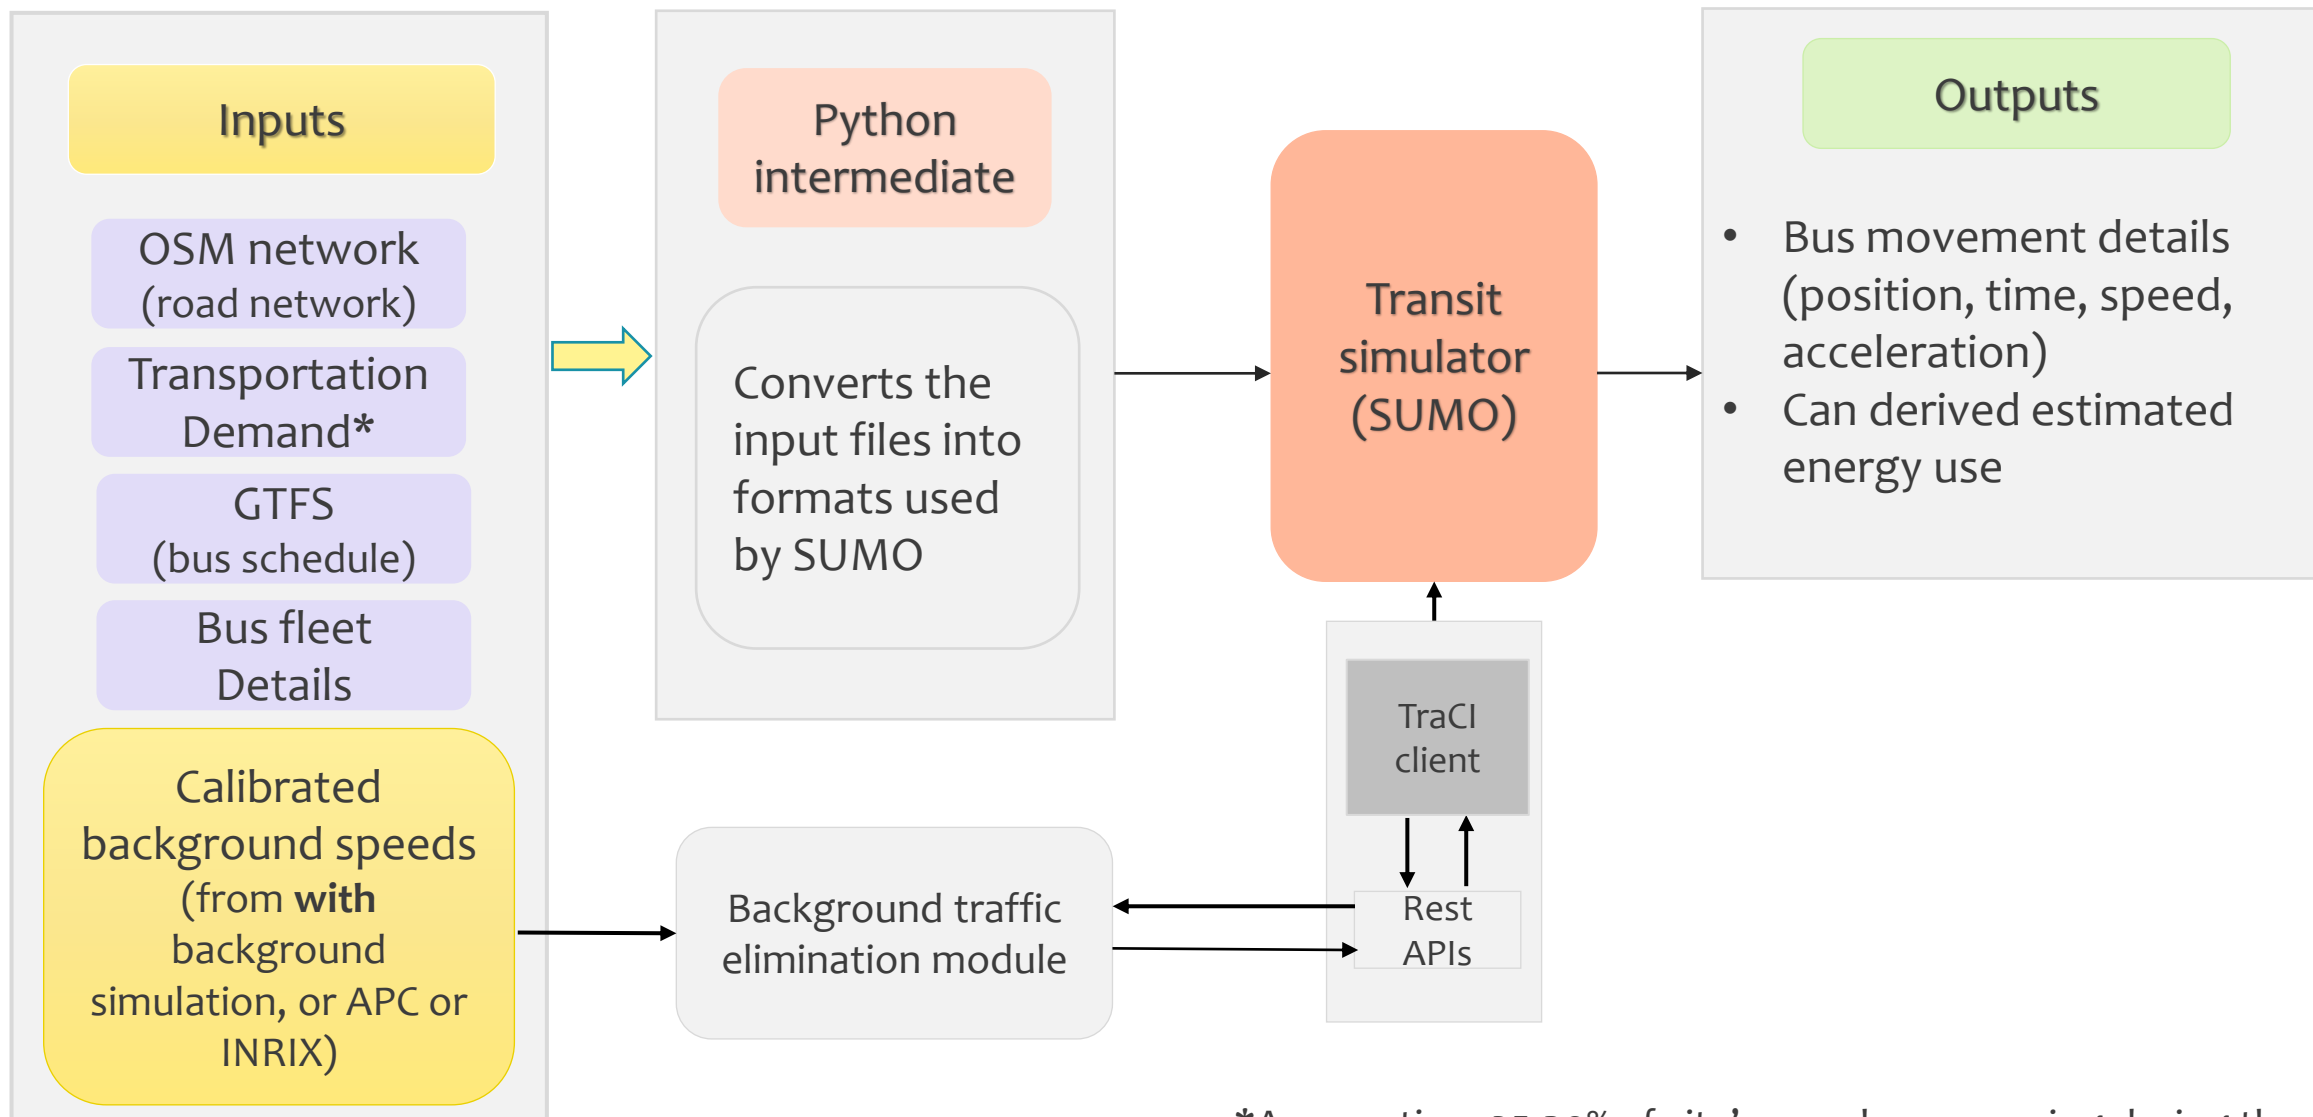 Inputs
OSM network
(road network)
Transportation
Demand*
GTFS
(bus schedule)
Bus fleet
Details
Calibrated
background speeds
(from with
background
simulation, or APC or
INRIX)
Python
intermediate
Converts the
input files into
formats used
by SUMO
Background traffic
elimination module
Transit
simulator
(SUMO)
TraCI
client
Rest
APIs
Outputs
• Bus movement details
(position, time, speed,
acceleration)
• Can derived estimated
energy use